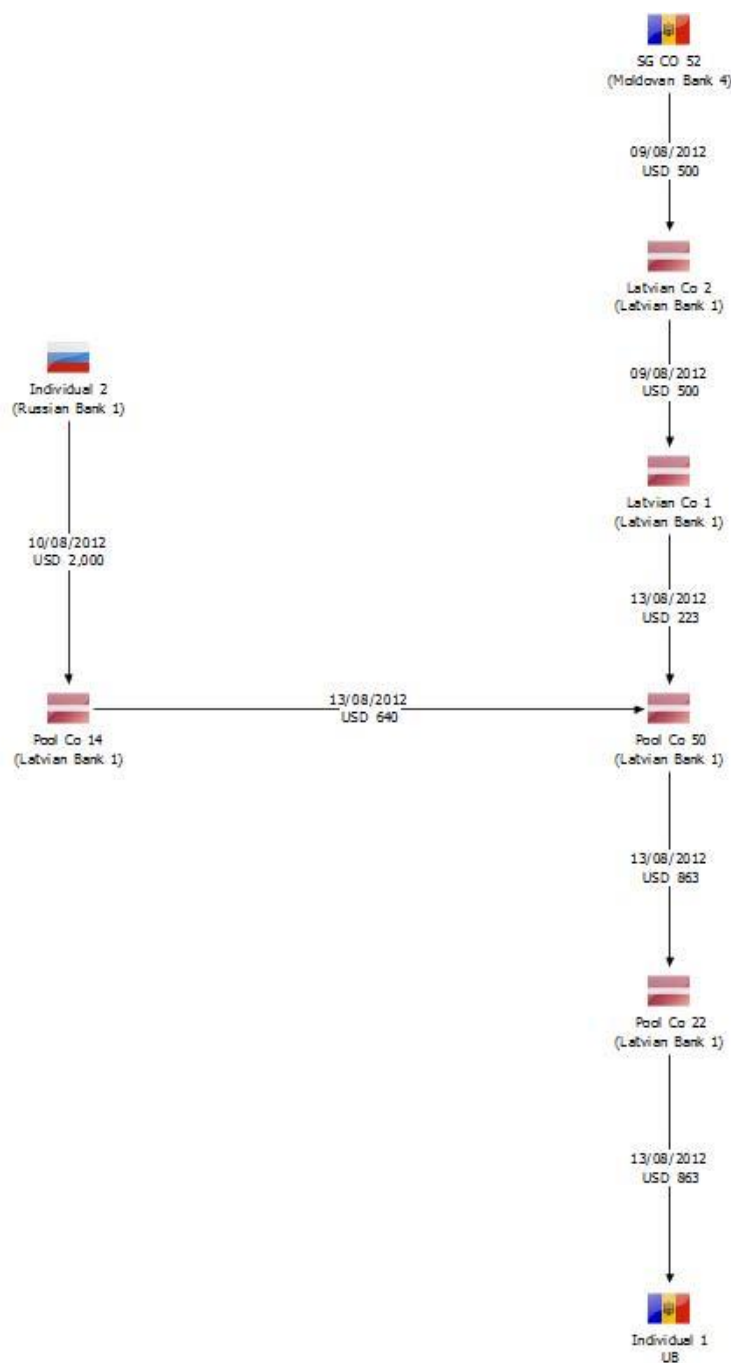 SG CO 52
(Moldovan Bank 4)
09/08/2012
USD 500
Latvian Co 2
(Latvian Bank 1)
09/08/2012
USD 500
Individual 2
(Russian Bank 1)
Latvian Co 1
(Latvian Bank 1)
10/08/2012
USD 2,000
13/08/2012
USD 223
13/08/2012
USD 640
Pool Co 14
(Latvian Bank 1)
Pool Co 50
(Latvian Bank 1)
13/08/2012
USD 863
Pool Co 22
(Latvian Bank 1)
13/08/2012
USD 863
Individual 1
UB